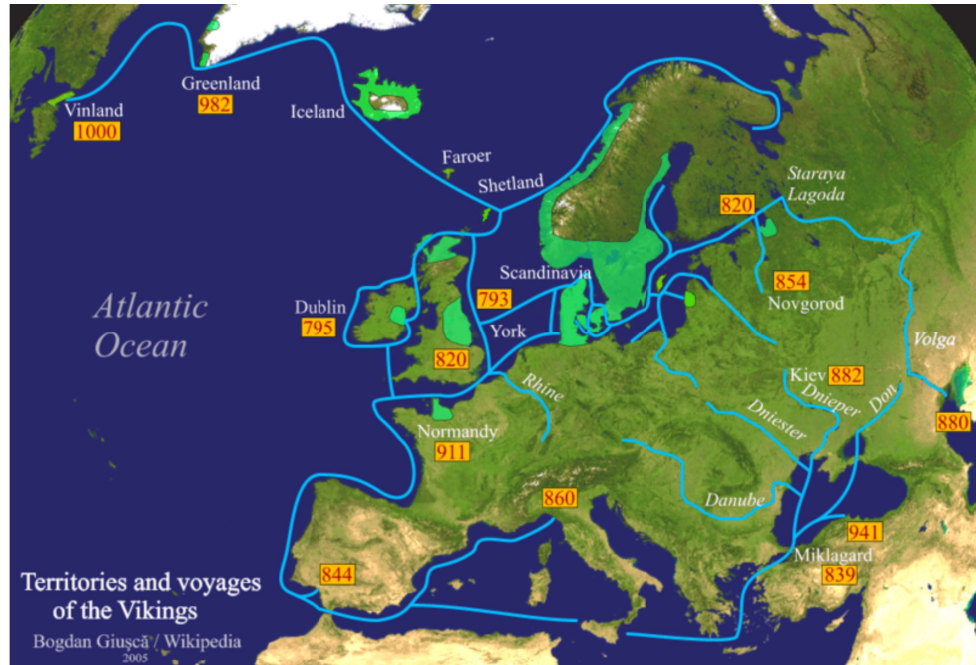 Greenland
982
Vinland
1000
Iceland
Faroer
Shetland
Staraya
Lagoda
820
Scandinavia
854
Novgorod
Dublin
795
793
York
Atlantic
Ocean
820
Volga
Kiev 882
Rhine
Dnieper
Don
Dniester
880
Normandy
911
860
Danube
941
Miklagard
839
844
Territories and voyages
of the Vikings
Bogdan Giuşcă / Wikipedia
2005